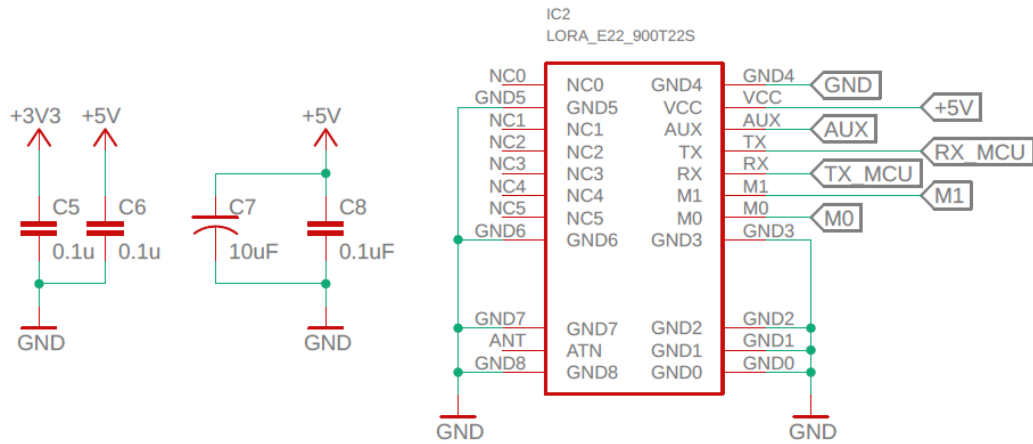 IC2
LORA_E22_900T22S
NC0 NC0 GND4 GND4 GND
GND5 GND5 VCC VCC +5V
NC1 NC1 AUX AUX AUX
NC2 NC2 TX TX RX_MCU
NC3 NC3 RX RX TX_MCU
NC4 NC4 M1 M1 M1
NC5 NC5 M0 M0 M0
GND6 GND6 GND3 GND3
GND7 GND7 GND2 GND2
ANT ATN GND1 GND1
GND8 GND8 GND0 GND0
GND GND
+3V3 +5V +5V
C5 C6 C7 C8
0.1u 0.1u 10uF 0.1uF
GND GND